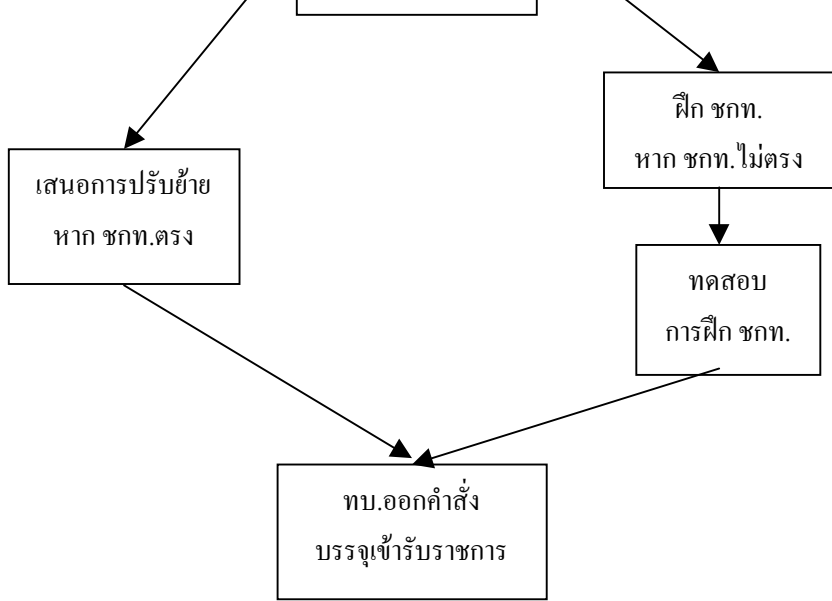 ฝึก ชกท.
หาก ชกท.ไม่ตรง
เสนอการปรับย้าย
หาก ชกท.ตรง
ทดสอบ
การฝึก ชกท.
ทบ.ออกคำสั่ง
บรรจุเข้ารับราชการ